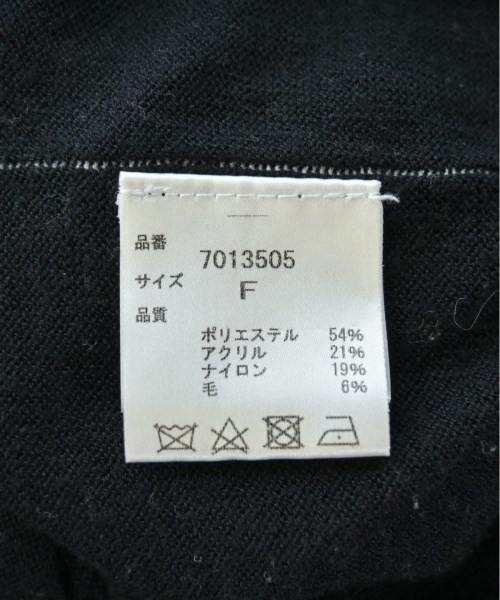 品番 7013505
サイズ F
品質
ポリエステル 54%
アクリル 21%
ナイロン 19%
毛 6%